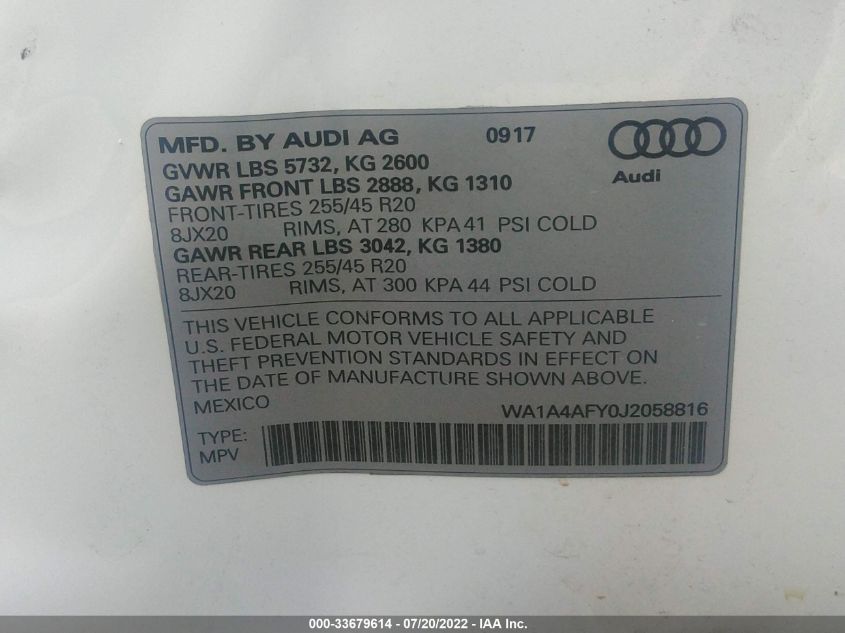 MFD. BY AUDI AG 0917
Audi
GVWR LBS 5732, KG 2600
GAWR FRONT LBS 2888, KG 1310
FRONT-TIRES 255/45 R20
8JX20 RIMS, AT 280 KPA 41 PSI COLD
GAWR REAR LBS 3042, KG 1380
REAR-TIRES 255/45 R20
8JX20 RIMS, AT 300 KPA 44 PSI COLD
THIS VEHICLE CONFORMS TO ALL APPLICABLE
U.S. FEDERAL MOTOR VEHICLE SAFETY AND
THEFT PREVENTION STANDARDS IN EFFECT ON
THE DATE OF MANUFACTURE SHOWN ABOVE.
MEXICO
WA1A4AFY0J2058816
TYPE:
MPV
000-33679614 - 07/20/2022 - IAA Inc.